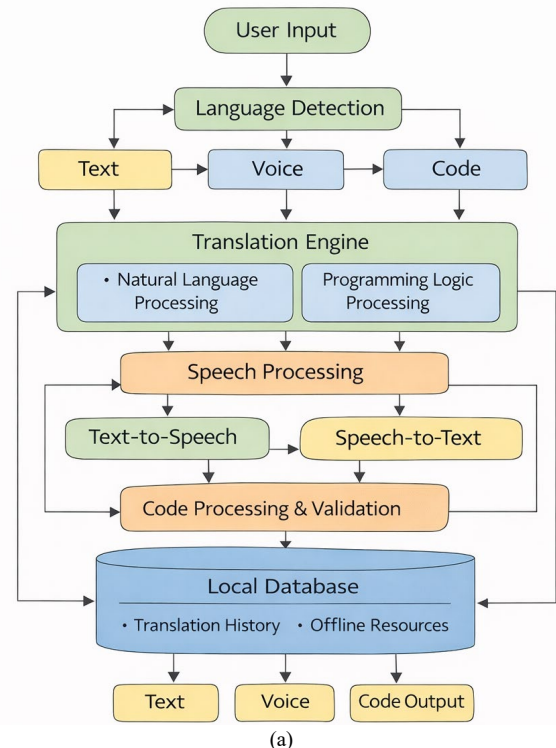 User Input
Language Detection
Text
Voice
Code
Translation Engine
• Natural Language
Processing
Programming Logic
Processing
Speech Processing
Text-to-Speech
Speech-to-Text
Code Processing & Validation
Local Database
• Translation History • Offline Resources
Text
Voice
Code Output
(a)